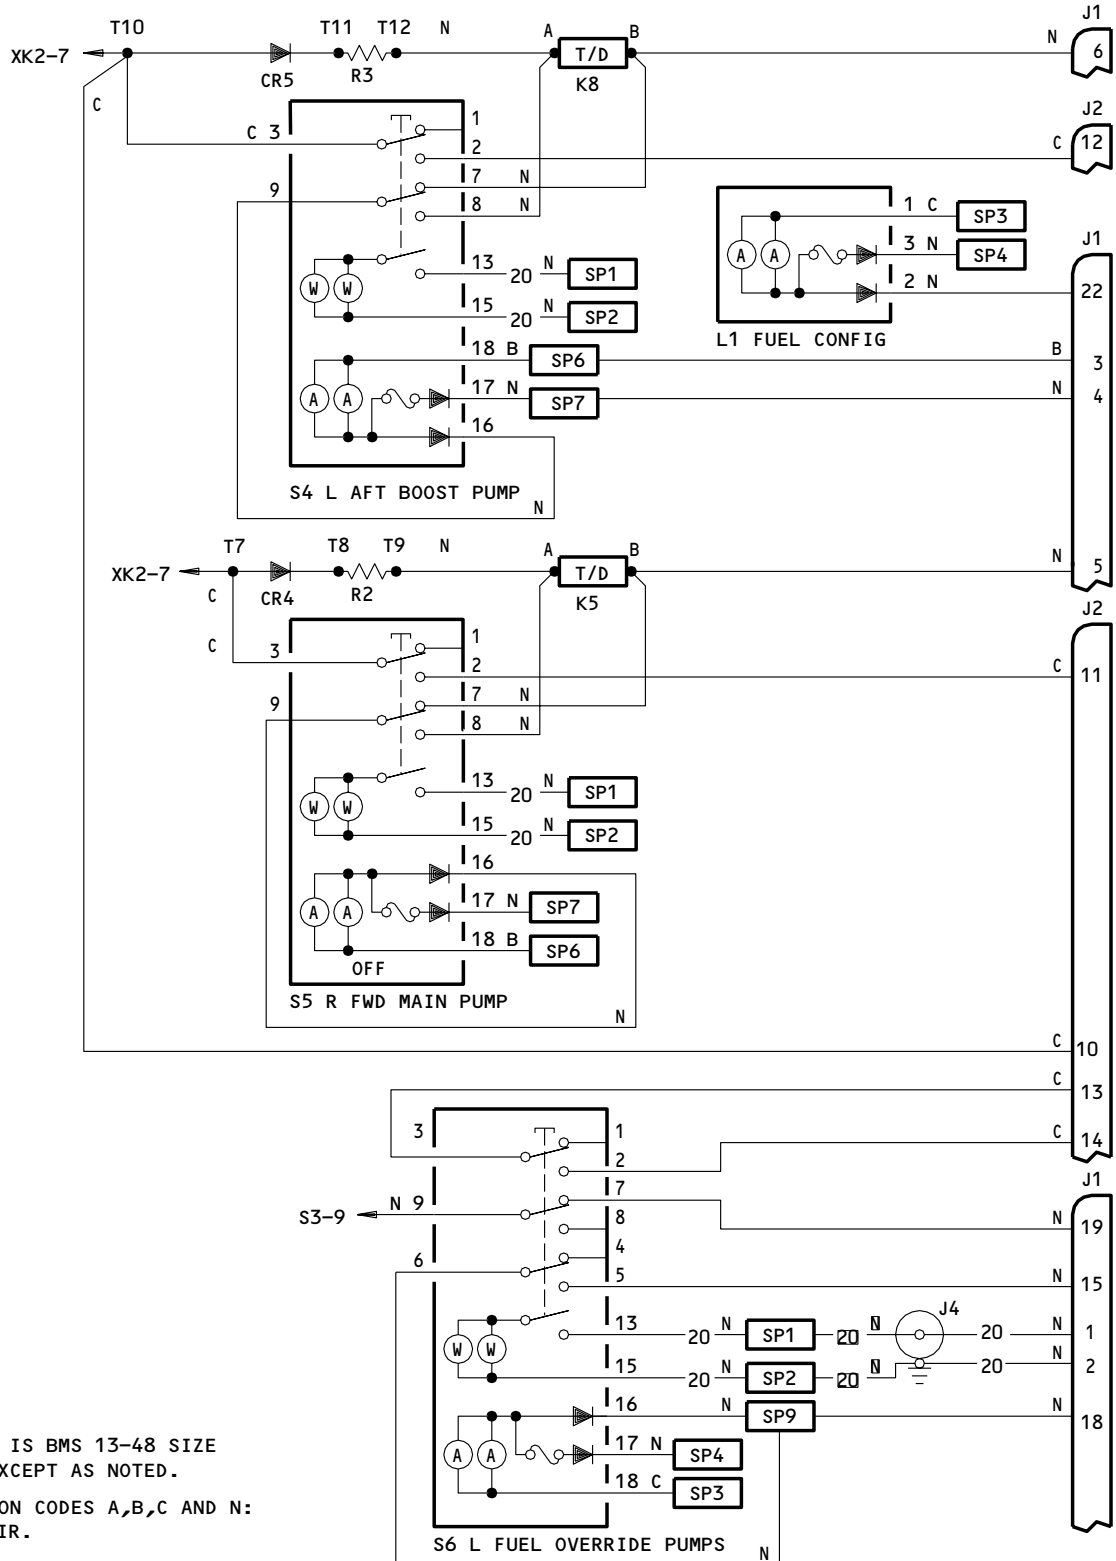 T10 T11 T12 N A B N J1
XK2-7 T/D 6
CR5 R3 K8
C
J2
C 3 1 C 12
2
9 7 N
8 N
1 C SP3
J1
3 N SP4
A A
13 20 N SP1
2 N 22
W W
15 20 N SP2
L1 FUEL CONFIG
18 B SP6 B 3
17 N SP7 N 4
A A
16
S4 L AFT BOOST PUMP
N
T7 T8 T9 N A B N
XK2-7 T/D 5
C CR4 R2 K5
J2
C 3 1
2 C 11
9 7 N
8 N
13 20 N SP1
W W
15 20 N SP2
16
17 N SP7
A A
18 B SP6
OFF
S5 R FWD MAIN PUMP
N
C 10
C 13
3 1 C 14
2
J1
7
S3-9 N 9 N 19
8
6 4
5 N 15
J4
13 20 N SP1 20 N 20 N 1
W W
15 20 N SP2 20 N 20 N 2
16 N SP9 N 18
17 N SP4
A A
18 C SP3
IS BMS 13-48 SIZE
XCEPT AS NOTED.
ON CODES A,B,C AND N:
IR.
S6 L FUEL OVERRIDE PUMPS
N